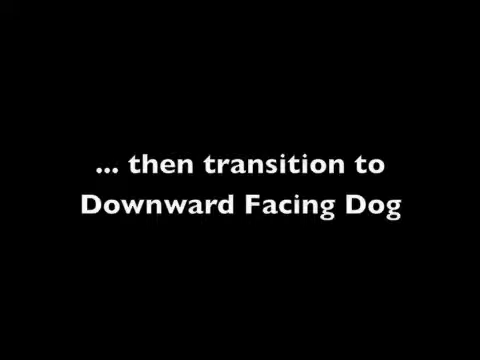 ... then transition to
Downward Facing Dog